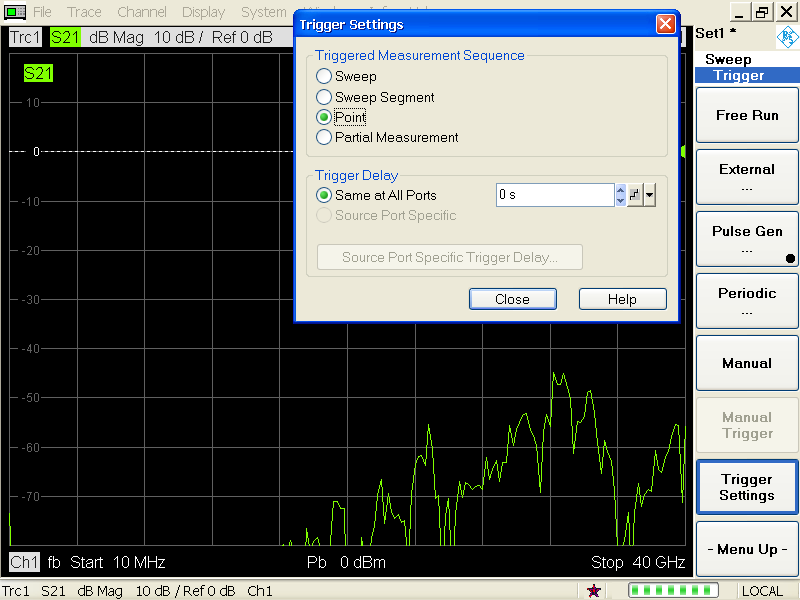 File Trace Channel Display System
Trc1 S21 dB Mag 10 dB / Ref 0 dB
Set1 *
S21
10
0
-10
-20
-30
-40
-50
-60
-70
Ch1 fb Start 10 MHz Pb 0 dBm Stop 40 GHz
Trigger Settings
Triggered Measurement Sequence
Sweep
Sweep Segment
Point
Partial Measurement
Trigger Delay
Same at All Ports 0 s
Source Port Specific
Source Port Specific Trigger Delay...
Close Help
Sweep
Trigger
Free Run
External
...
Pulse Gen
...
Periodic
...
Manual
Manual
Trigger
Trigger
Settings
- Menu Up -
Trc1 S21 dB Mag 10 dB / Ref 0 dB Ch1 LOCAL